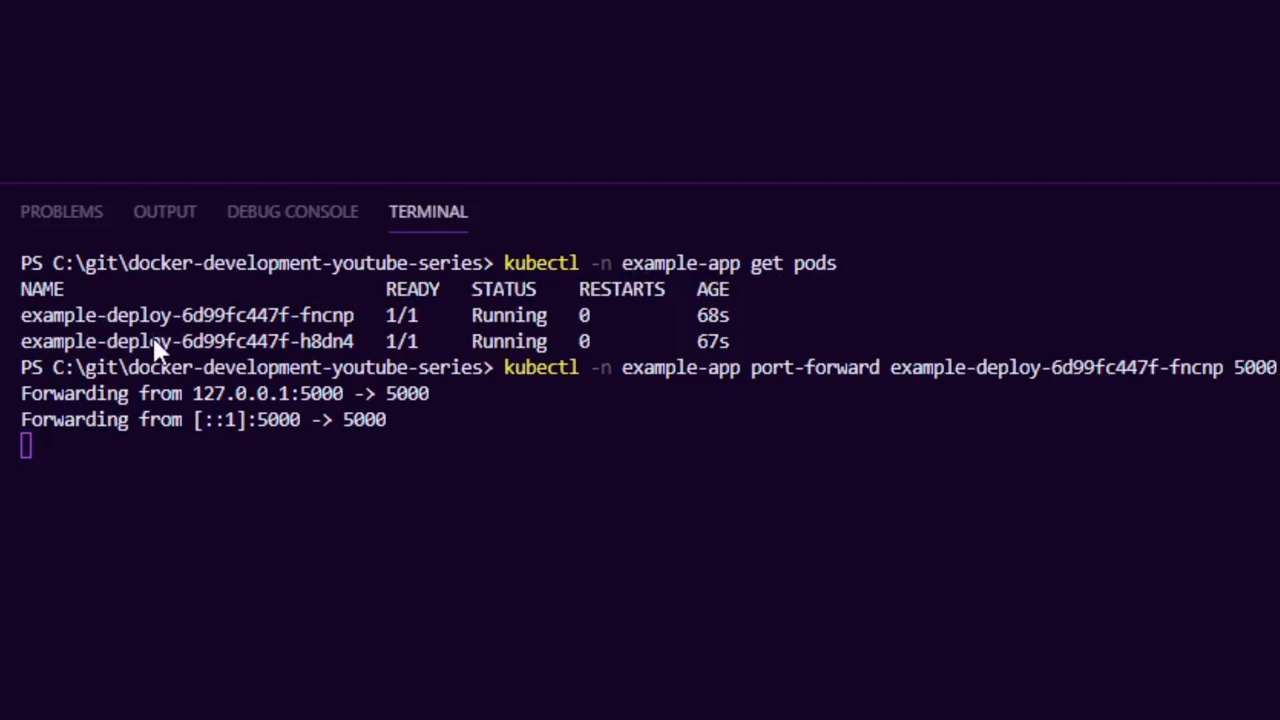 PROBLEMS OUTPUT DEBUG CONSOLE TERMINAL
PS C:\git\docker-development-youtube-series> kubectl -n example-app get pods
NAME READY STATUS RESTARTS AGE
example-deploy-6d99fc447f-fncnp 1/1 Running 0 68s
example-deploy-6d99fc447f-h8dn4 1/1 Running 0 67s
PS C:\git\docker-development-youtube-series> kubectl -n example-app port-forward example-deploy-6d99fc447f-fncnp 5000
Forwarding from 127.0.0.1:5000 -> 5000
Forwarding from [::1]:5000 -> 5000